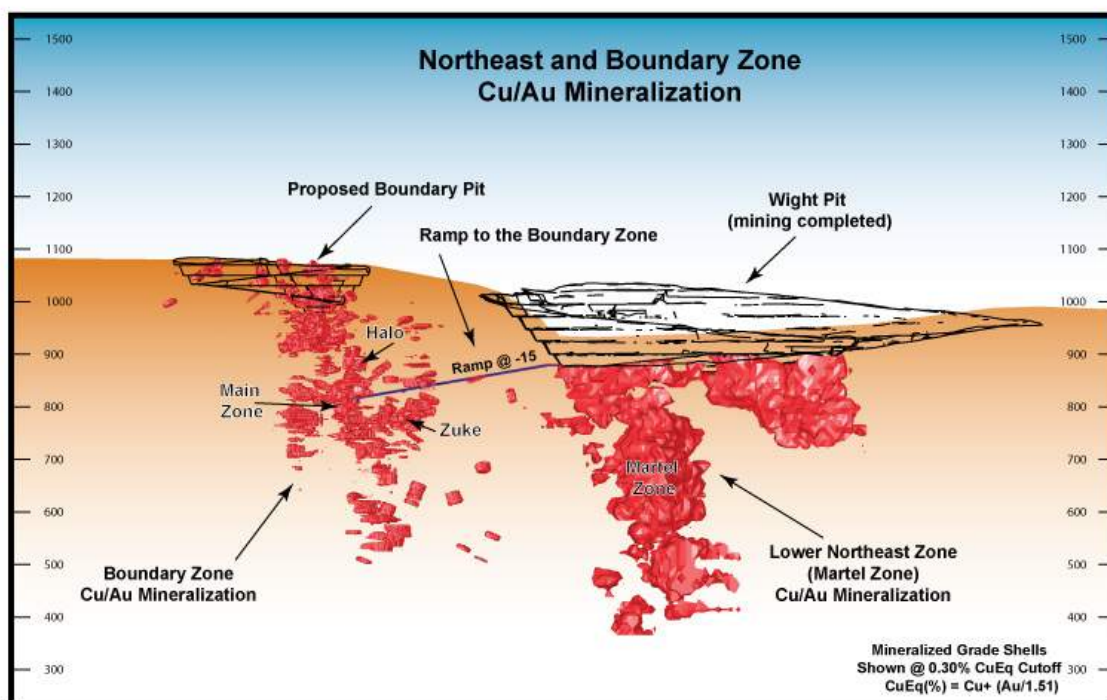 Northeast and Boundary Zone
Cu/Au Mineralization
1500
1400
1300
1200
1100
1000
900
800
700
600
500
400
300
1500
1400
1300
1200
1100
1000
900
800
700
600
500
400
300
Proposed Boundary Pit
Ramp to the Boundary Zone
Wight Pit
(mining completed)
Halo
Ramp @ -15
Main
Zone
Zuke
Martel
Zone
Boundary Zone
Cu/Au Mineralization
Lower Northeast Zone
(Martel Zone)
Cu/Au Mineralization
Mineralized Grade Shells
Shown @ 0.30% CuEq Cutoff
CuEq(%) = Cu+ (Au/1.51)